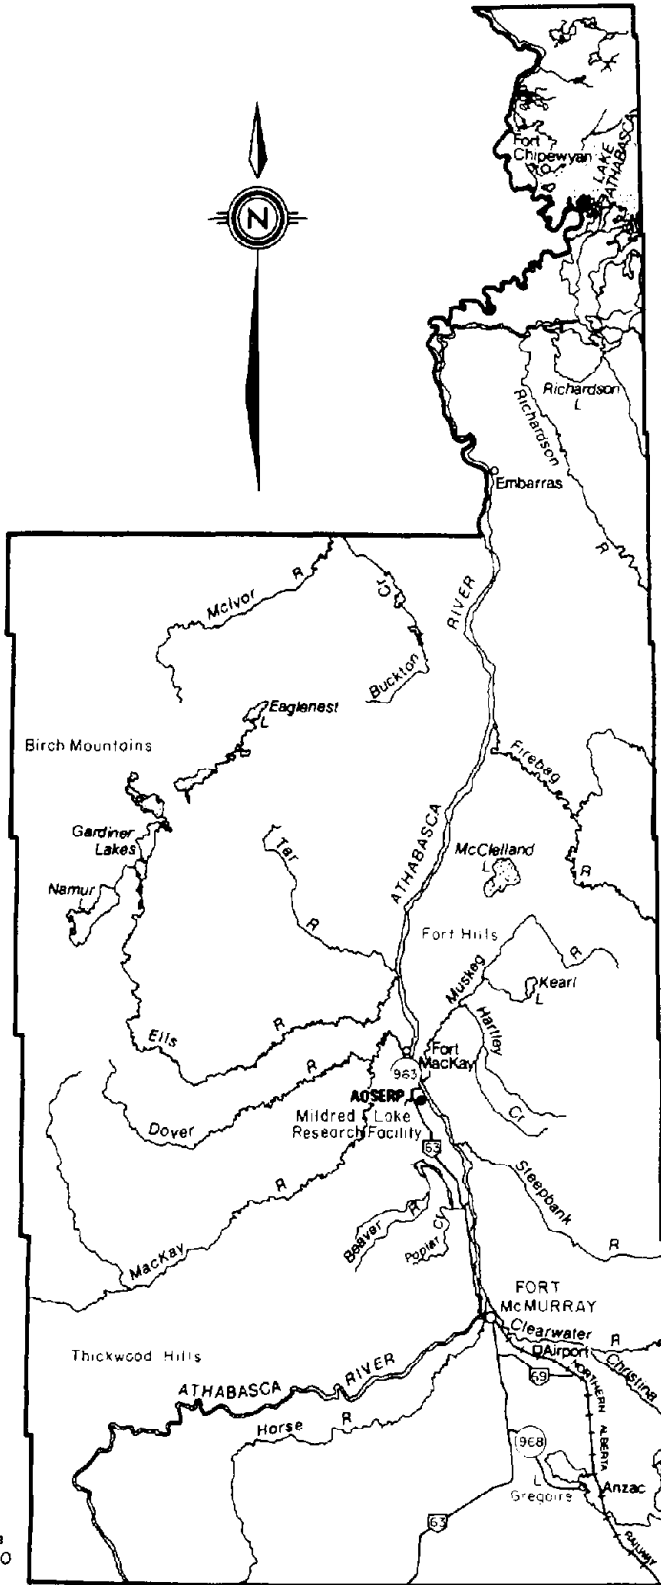 Fort
Chipewyan
LAKE
ATHABASCA
N
Richardson
L
Richardson
R
Embarras
McIvor R
Cr
Buckton
RIVER
Eaglenest
L
Birch Mountains
Firebag
R
Gardiner
Lakes
Tar
R
ATHABASCA
McClelland
L
Namur
L
Fort Hills
Muskeg
R
Kearl
L
Hartley
Cr
Ells
R
Fort
MacKay
963
Dover
R
AOSERP
Mildred Lake
Research Facility
63
MacKay
R
Beaver
R
Poplar Cr
Steepbank
R
FORT
McMURRAY
Clearwater
R
Airport
Christina
69
Thickwood Hills
ATHABASCA
RIVER
NORTHERN
ALBERTA
RAILWAY
Horse
R
968
L
Gregoire
Anzac
63